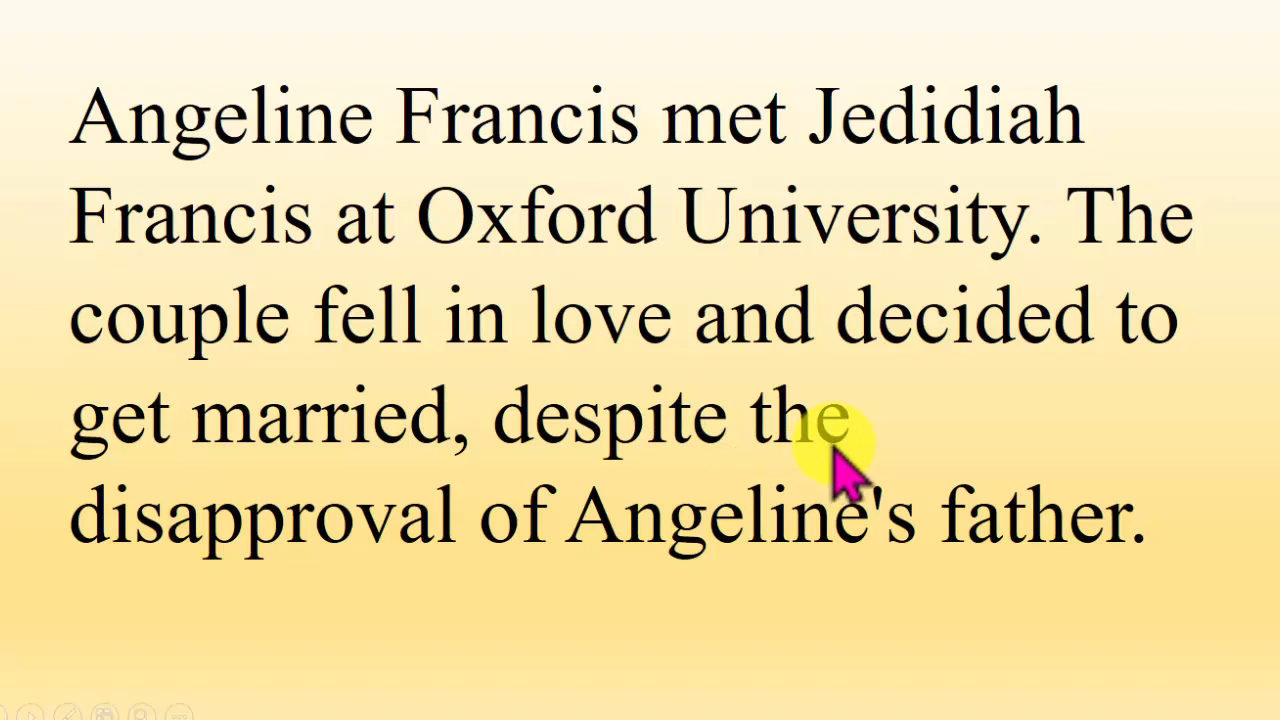 Angeline Francis met Jedidiah
Francis at Oxford University. The
couple fell in love and decided to
get married, despite the
disapproval of Angeline's father.